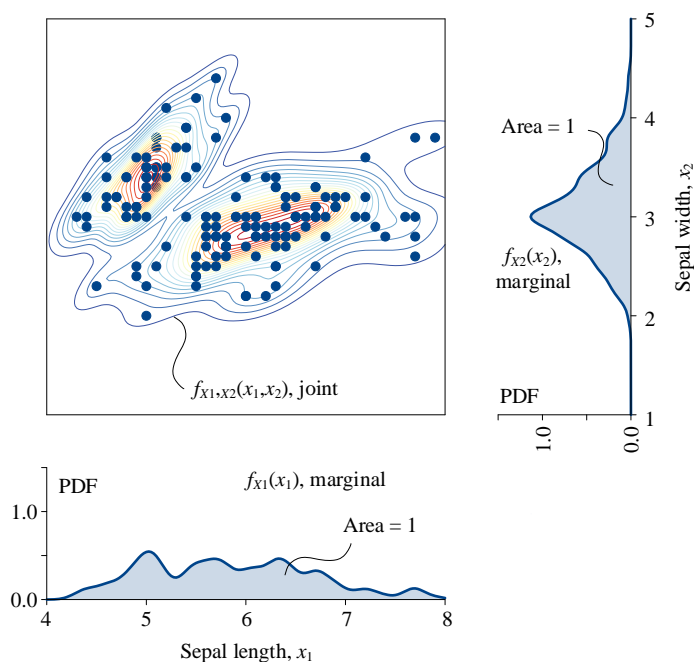 5
Area = 1
4
3
Sepal width, x₂
f_X2(x₂),
marginal
2
f_X1,X2(x₁,x₂), joint
PDF
1
1.0
0.0
PDF
f_X1(x₁), marginal
1.0
Area = 1
0.0
4 5 6 7 8
Sepal length, x₁